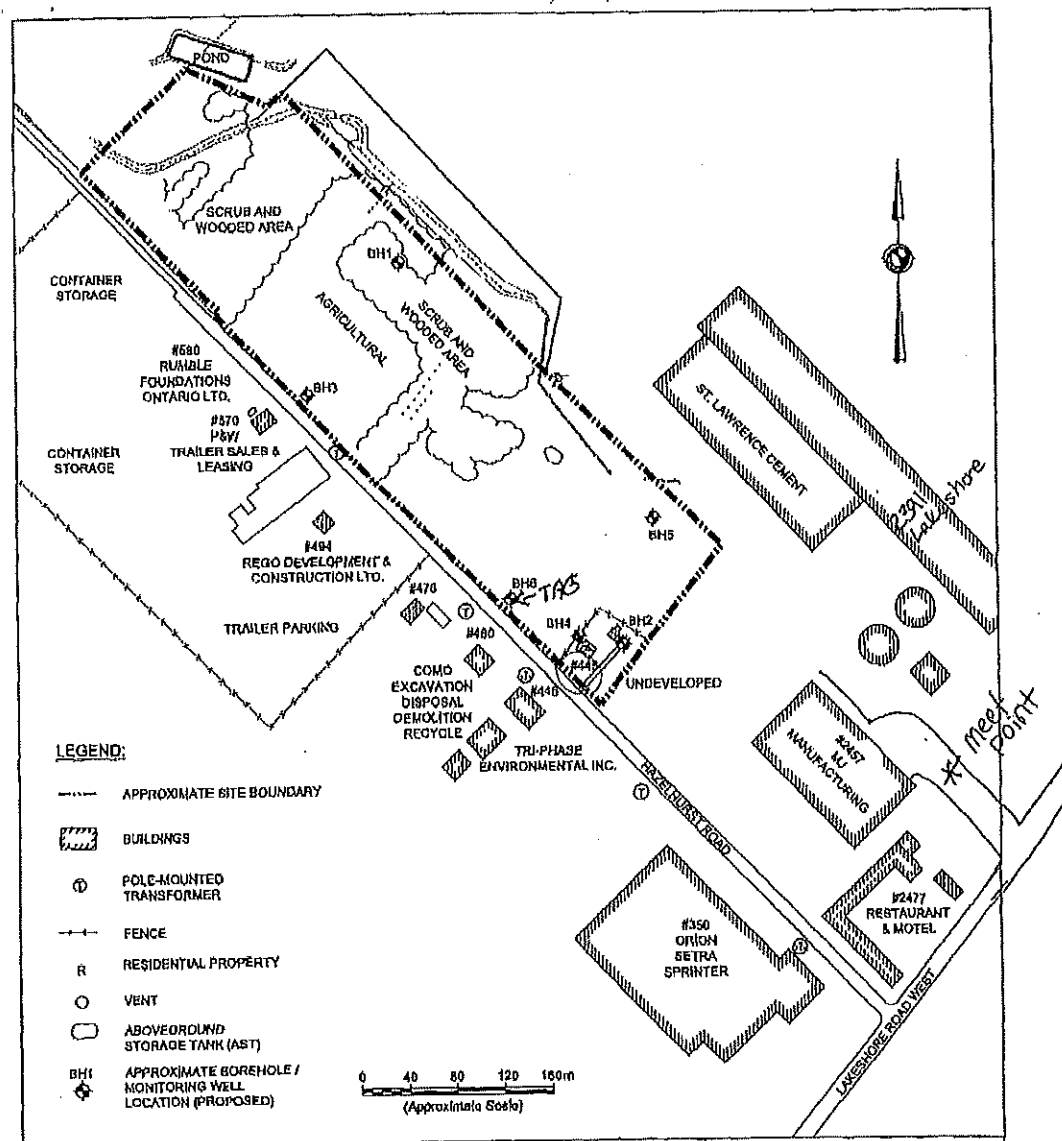 POND
SCRUB AND
WOODED AREA
BH1
CONTAINER
STORAGE
AGRICULTURAL
SCRUB AND
WOODED AREA
#580
RUMBLE
FOUNDATIONS
ONTARIO LTD.
BH3
#570
P&W
TRAILER SALES &
LEASING
CONTAINER
STORAGE
ST. LAWRENCE CEMENT
2391
Lakeshore
BH5
#494
REGO DEVELOPMENT &
CONSTRUCTION LTD.
BH6
TAG
#470
BH4
BH2
TRAILER PARKING
#460
#445
UNDEVELOPED
COMO
EXCAVATION
DISPOSAL
DEMOLITION
RECYCLE
#446
TRI-PHASE
ENVIRONMENTAL INC.
meet
point
#2457
MJ
MANUFACTURING
HAZELHURST ROAD
#2477
RESTAURANT
& MOTEL
#350
ORION
SETRA
SPRINTER
LAKESHORE ROAD WEST
LEGEND:
APPROXIMATE SITE BOUNDARY
BUILDINGS
T POLE-MOUNTED
TRANSFORMER
FENCE
R RESIDENTIAL PROPERTY
VENT
ABOVEGROUND
STORAGE TANK (AST)
BH1 APPROXIMATE BOREHOLE /
MONITORING WELL
LOCATION (PROPOSED)
0 40 80 120 160m
(Approximate Scale)